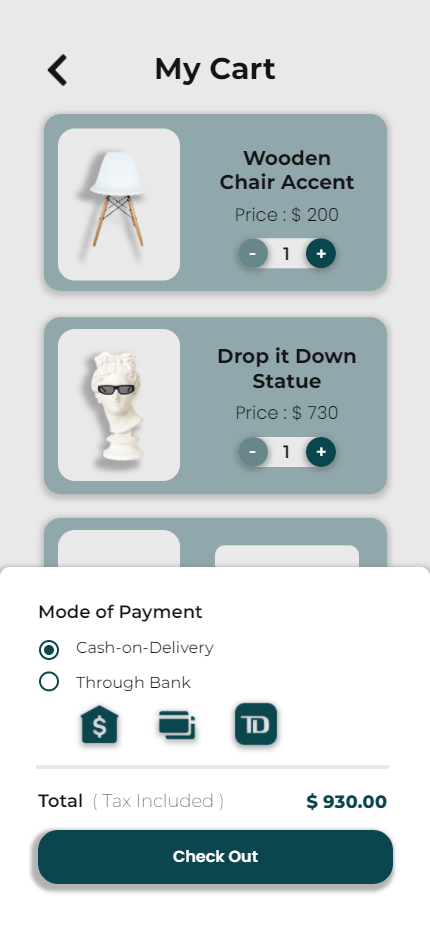 My Cart
Wooden
Chair Accent
Price : $ 200
- 1 +
Drop it Down
Statue
Price : $ 730
- 1 +
Mode of Payment
Cash-on-Delivery
Through Bank
$ TD
Total ( Tax Included ) $ 930.00
Check Out